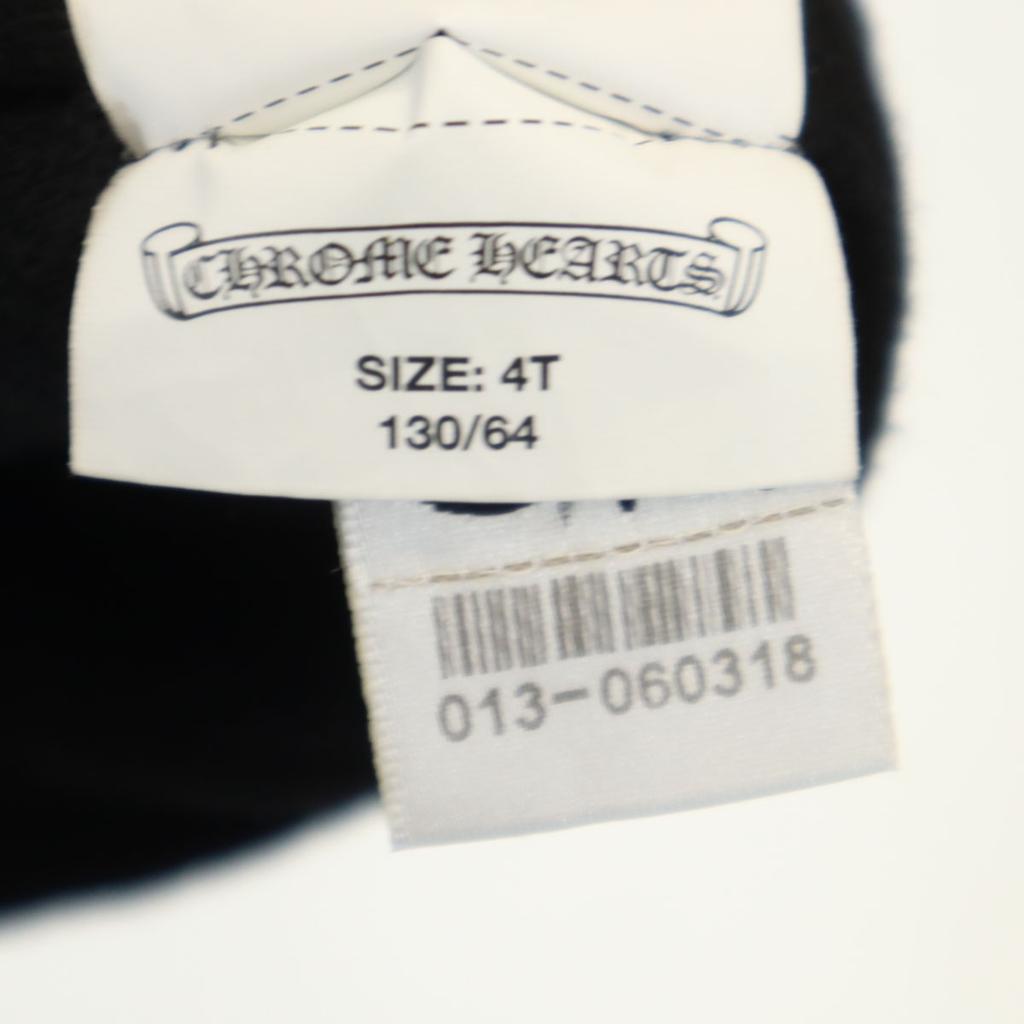 CHROME HEARTS
SIZE: 4T
130/64
013-060318